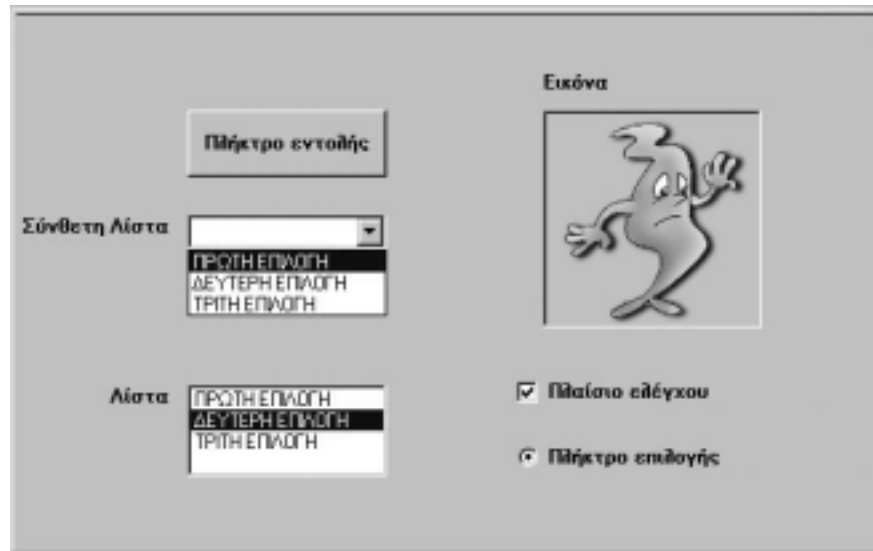 Εικόνα
Πλήκτρο εντολής
Σύνθετη Λίστα
ΠΡΩΤΗ ΕΠΙΛΟΓΗ
ΔΕΥΤΕΡΗ ΕΠΙΛΟΓΗ
ΤΡΙΤΗ ΕΠΙΛΟΓΗ
Λίστα
ΠΡΩΤΗ ΕΠΙΛΟΓΗ
ΔΕΥΤΕΡΗ ΕΠΙΛΟΓΗ
ΤΡΙΤΗ ΕΠΙΛΟΓΗ
Πλαίσιο ελέγχου
Πλήκτρο επιλογής